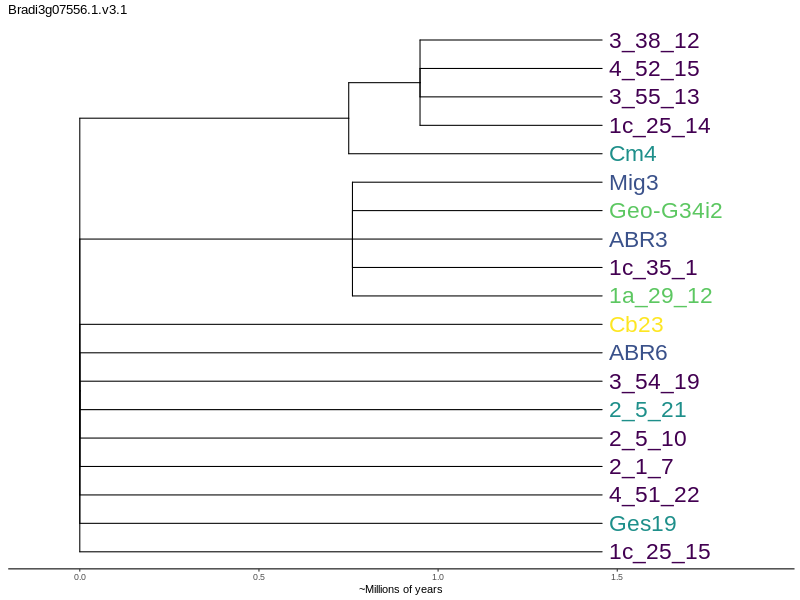 Bradi3g07556.1.v3.1
3_38_12
4_52_15
3_55_13
1c_25_14
Cm4
Mig3
Geo-G34i2
ABR3
1c_35_1
1a_29_12
Cb23
ABR6
3_54_19
2_5_21
2_5_10
2_1_7
4_51_22
Ges19
1c_25_15
0.0 0.5 1.0 1.5
~Millions of years